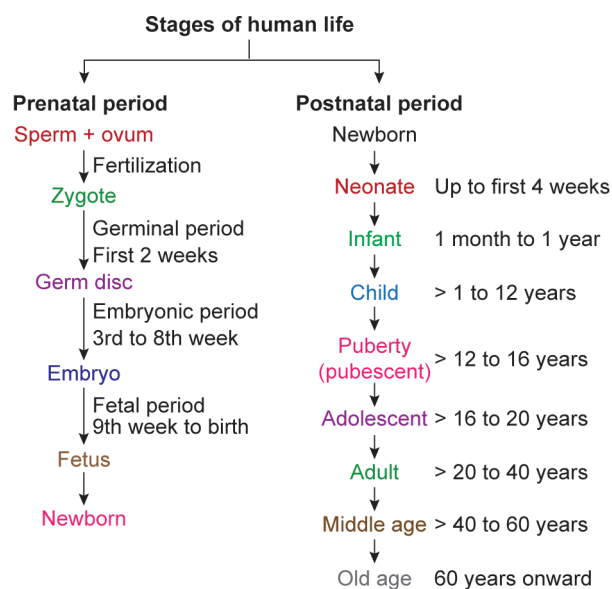 Stages of human life
Prenatal period
Sperm + ovum
Fertilization
Zygote
Germinal period
First 2 weeks
Germ disc
Embryonic period
3rd to 8th week
Embryo
Fetal period
9th week to birth
Fetus
Newborn
Postnatal period
Newborn
Neonate Up to first 4 weeks
Infant 1 month to 1 year
Child > 1 to 12 years
Puberty
(pubescent) > 12 to 16 years
Adolescent > 16 to 20 years
Adult > 20 to 40 years
Middle age > 40 to 60 years
Old age 60 years onward